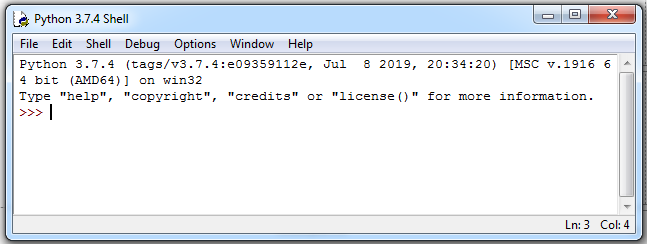 Python 3.7.4 Shell
File Edit Shell Debug Options Window Help
Python 3.7.4 (tags/v3.7.4:e09359112e, Jul  8 2019, 20:34:20) [MSC v.1916 6
4 bit (AMD64)] on win32
Type "help", "copyright", "credits" or "license()" for more information.
>>>
Ln: 3 Col: 4